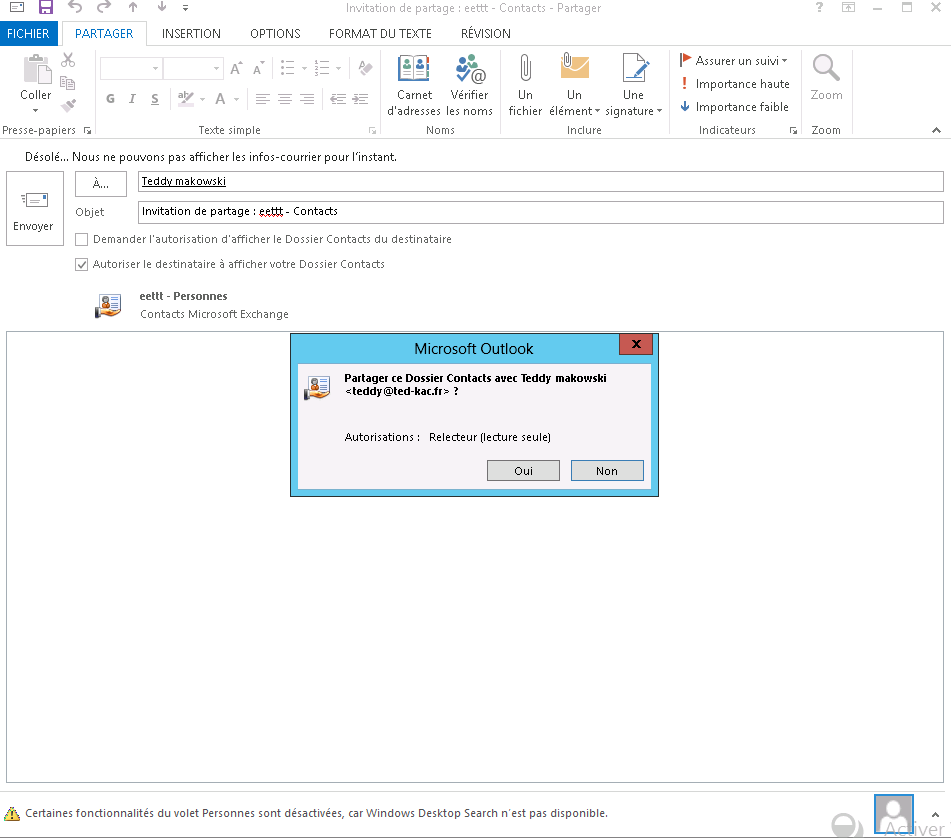 Invitation de partage : eettt - Contacts - Partager
?
FICHIER PARTAGER INSERTION OPTIONS FORMAT DU TEXTE RÉVISION
Coller
Presse-papiers
A A
G I S ab A
Texte simple
Carnet d'adresses
Vérifier les noms
Noms
Un fichier
Un élément
Une signature
Inclure
Assurer un suivi
! Importance haute
Importance faible
Indicateurs
Zoom
Zoom
Désolé... Nous ne pouvons pas afficher les infos-courrier pour l'instant.
Envoyer
À... Teddy makowski
Objet Invitation de partage : eettt - Contacts
Demander l'autorisation d'afficher le Dossier Contacts du destinataire
Autoriser le destinataire à afficher votre Dossier Contacts
eettt - Personnes
Contacts Microsoft Exchange
Microsoft Outlook x
Partager ce Dossier Contacts avec Teddy makowski
<teddy@ted-kac.fr> ?
Autorisations : Relecteur (lecture seule)
Oui Non
Certaines fonctionnalités du volet Personnes sont désactivées, car Windows Desktop Search n'est pas disponible.
Activer